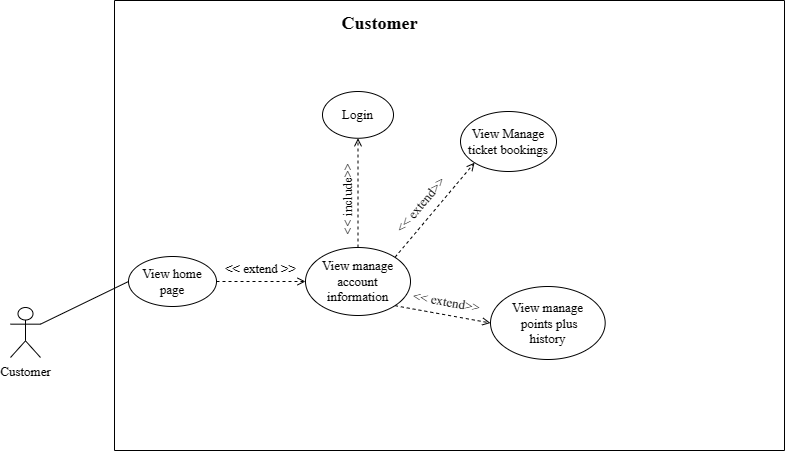 Customer
Login
View Manage
ticket bookings
<< include>>
<< extend>>
<< extend >>
View home
page
View manage
account
information
<< extend>>
View manage
points plus
history
Customer